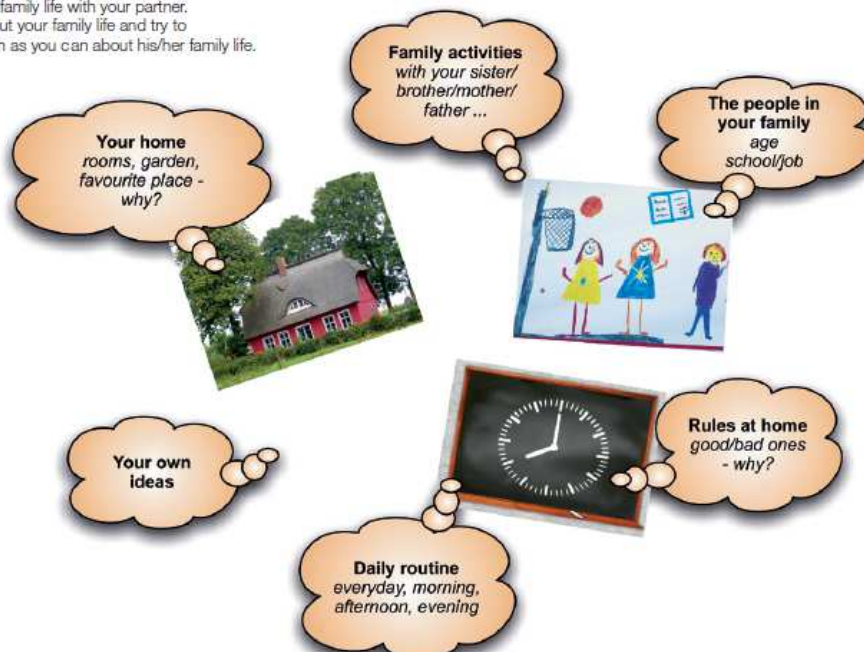 family life with your partner.
ut your family life and try to
h as you can about his/her family life.
Family activities
with your sister/
brother/mother/
father ...
The people in
your family
age
school/job
Your home
rooms, garden,
favourite place -
why?
Rules at home
good/bad ones
- why?
Your own
ideas
Daily routine
everyday, morning,
afternoon, evening